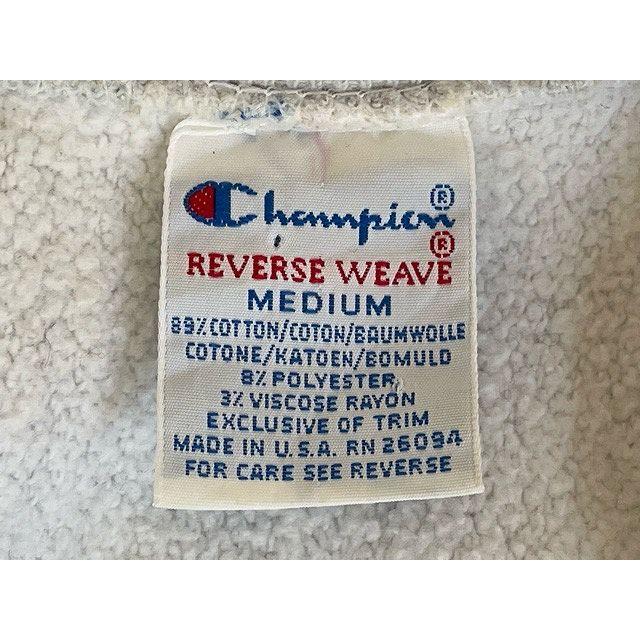 Champion®
REVERSE WEAVE®
MEDIUM
89% COTTON/COTON/BAUMWOLLE
COTONE/KATOEN/BOMULD
8% POLYESTER
3% VISCOSE RAYON
EXCLUSIVE OF TRIM
MADE IN U.S.A. RN 26094
FOR CARE SEE REVERSE